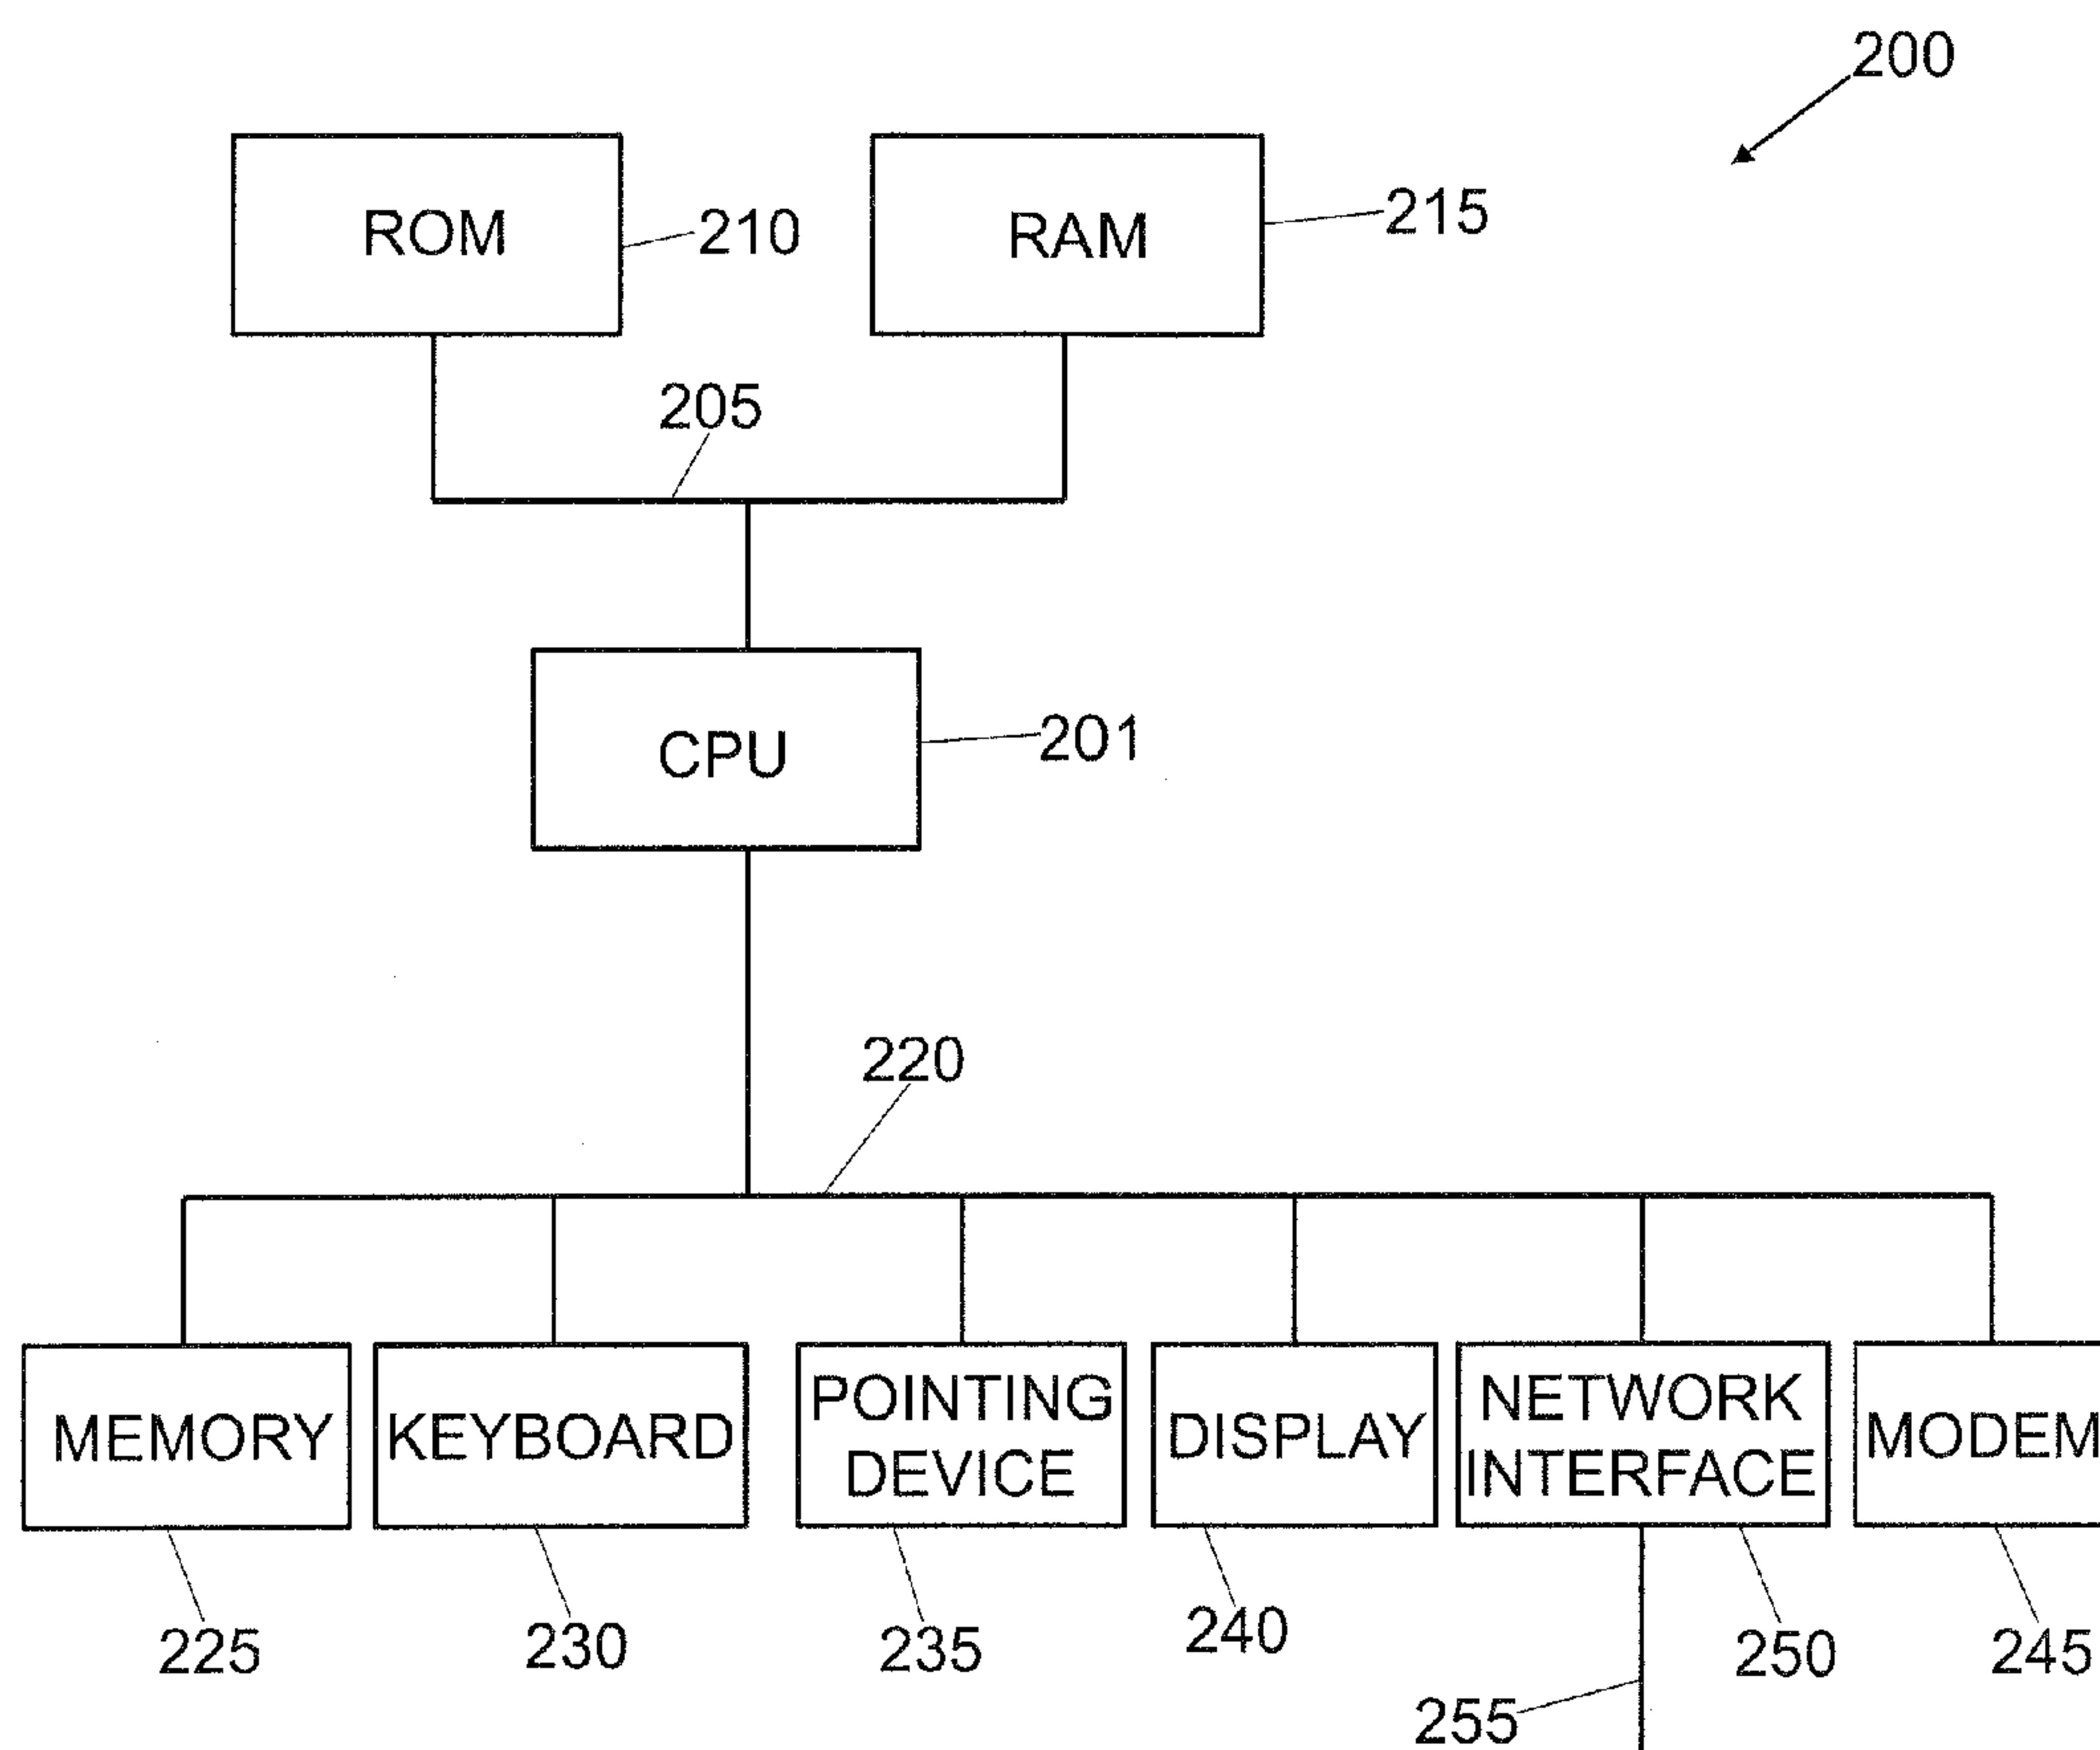 200
ROM
210
RAM
215
205
CPU
201
220
MEMORY
KEYBOARD
POINTING
DEVICE
DISPLAY
NETWORK
INTERFACE
MODEM
225
230
235
240
250
245
255